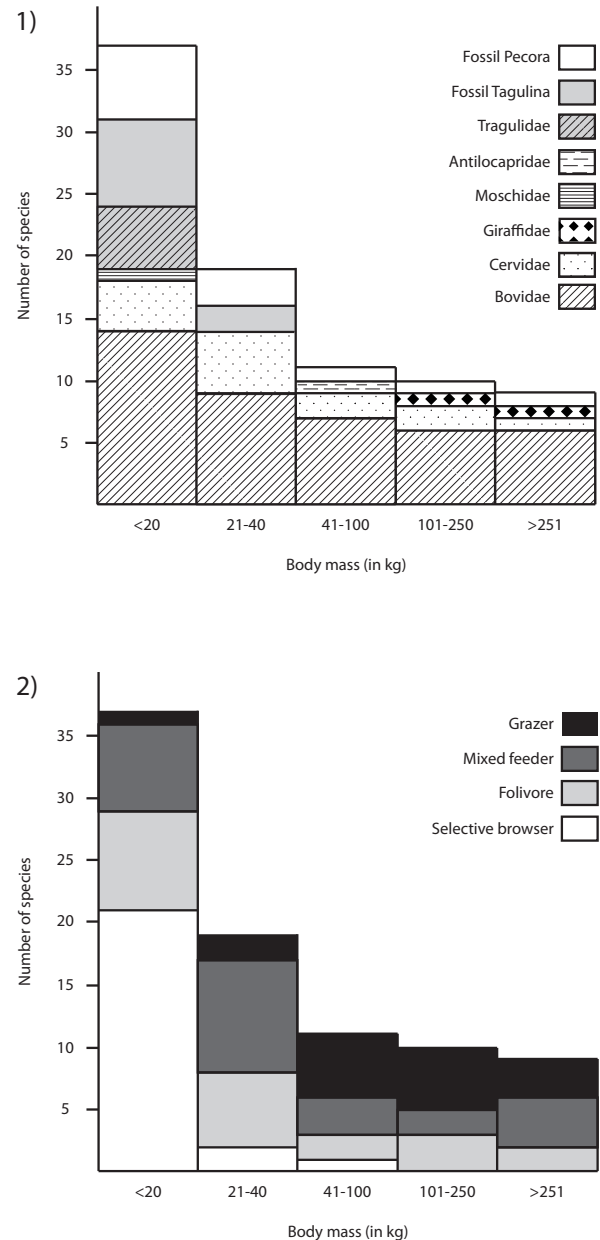 1)
Fossil Pecora
Fossil Tagulina
Tragulidae
Antilocapridae
Moschidae
Giraffidae
Cervidae
Bovidae
Number of species
35
30
25
20
15
10
5
<20 21-40 41-100 101-250 >251
Body mass (in kg)
2)
Grazer
Mixed feeder
Folivore
Selective browser
Number of species
35
30
25
20
15
10
5
<20 21-40 41-100 101-250 >251
Body mass (in kg)